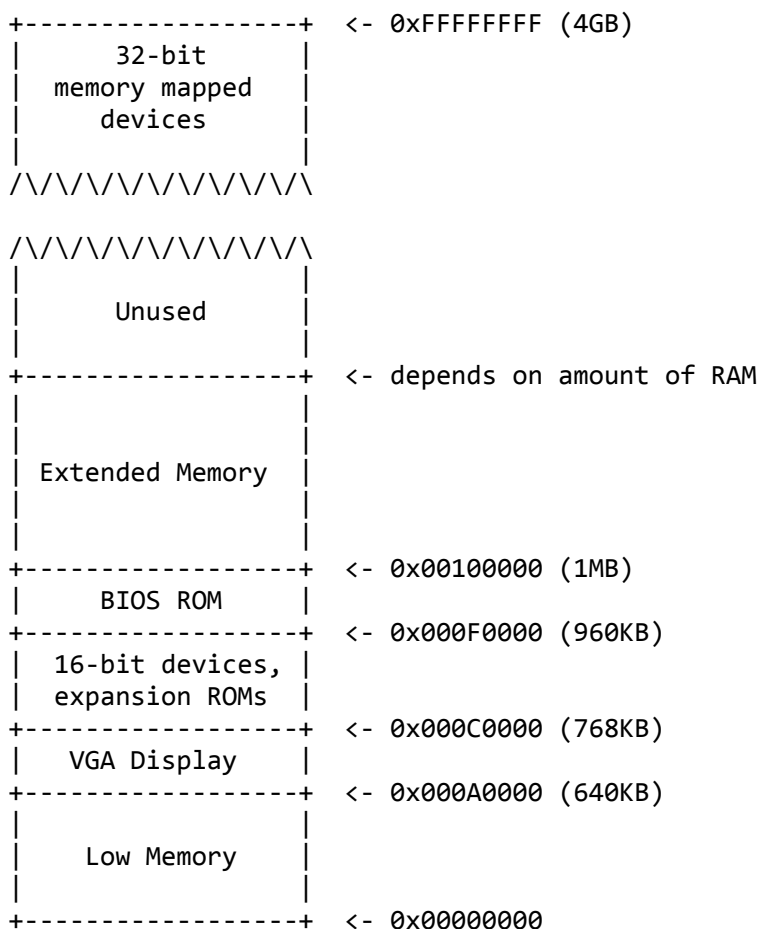 +------------------+ <- 0xFFFFFFFF (4GB)
| 32-bit |
| memory mapped |
| devices |
| |
/\/\/\/\/\/\/\/\/\/\
/\/\/\/\/\/\/\/\/\/\
| |
| Unused |
| |
+------------------+ <- depends on amount of RAM
| |
| |
| Extended Memory |
| |
| |
+------------------+ <- 0x00100000 (1MB)
| BIOS ROM |
+------------------+ <- 0x000F0000 (960KB)
| 16-bit devices, |
| expansion ROMs |
+------------------+ <- 0x000C0000 (768KB)
| VGA Display |
+------------------+ <- 0x000A0000 (640KB)
| |
| Low Memory |
| |
+------------------+ <- 0x00000000